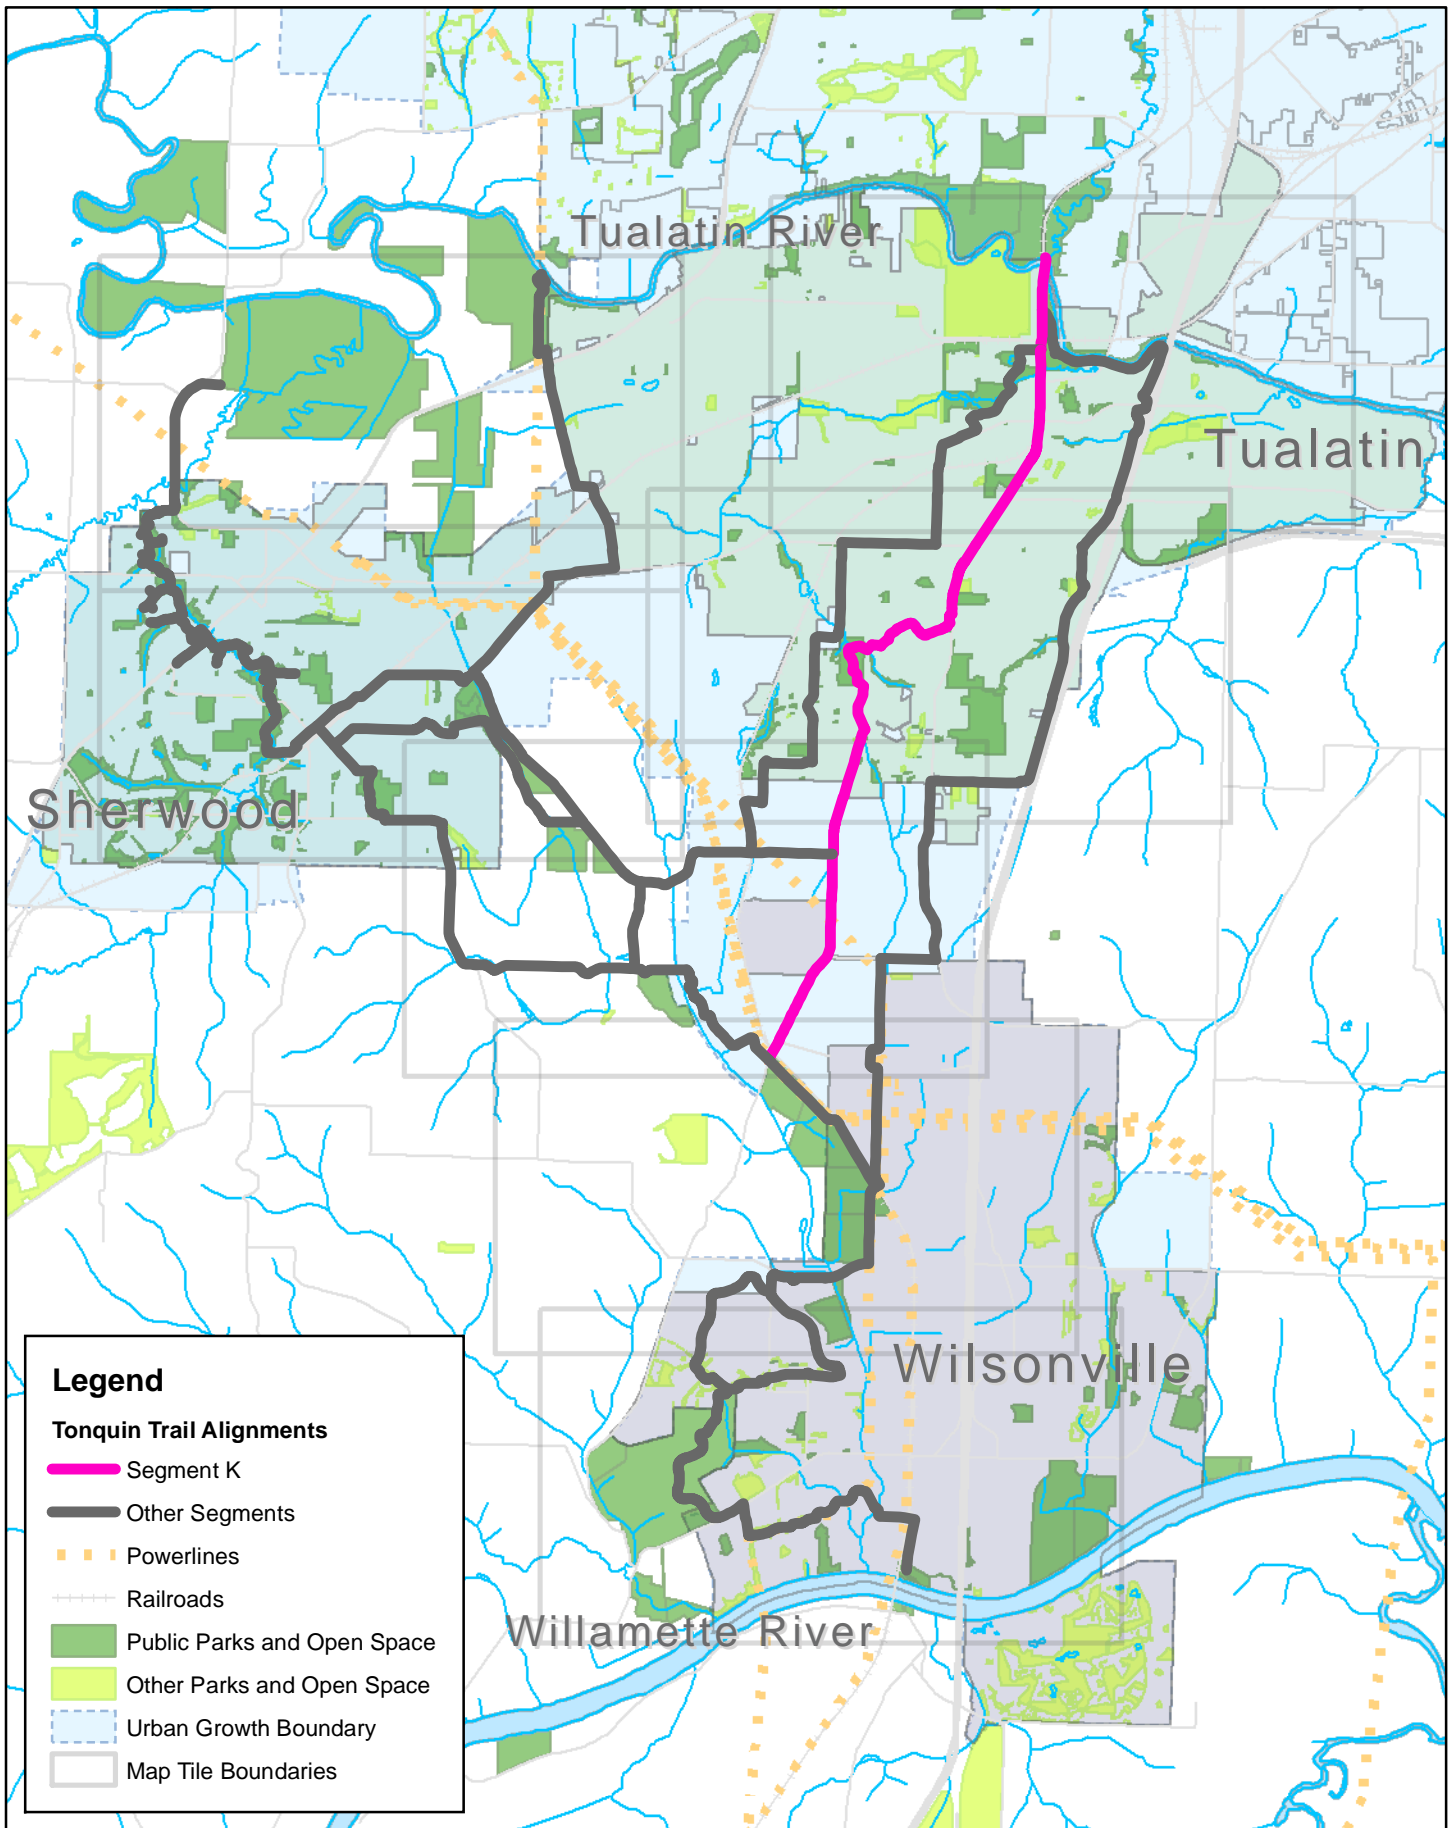 Tualatin River
Tualatin
Sherwood
Wilsonville
Willamette River
Legend
Tonquin Trail Alignments
Segment K
Other Segments
Powerlines
Railroads
Public Parks and Open Space
Other Parks and Open Space
Urban Growth Boundary
Map Tile Boundaries